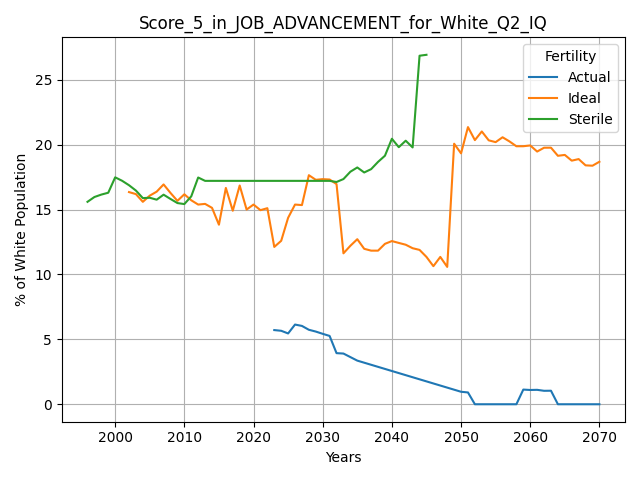 Score_5_in_JOB_ADVANCEMENT_for_White_Q2_IQ
Fertility
Actual
Ideal
Sterile
% of White Population
25
20
15
10
5
0
2000 2010 2020 2030 2040 2050 2060 2070
Years